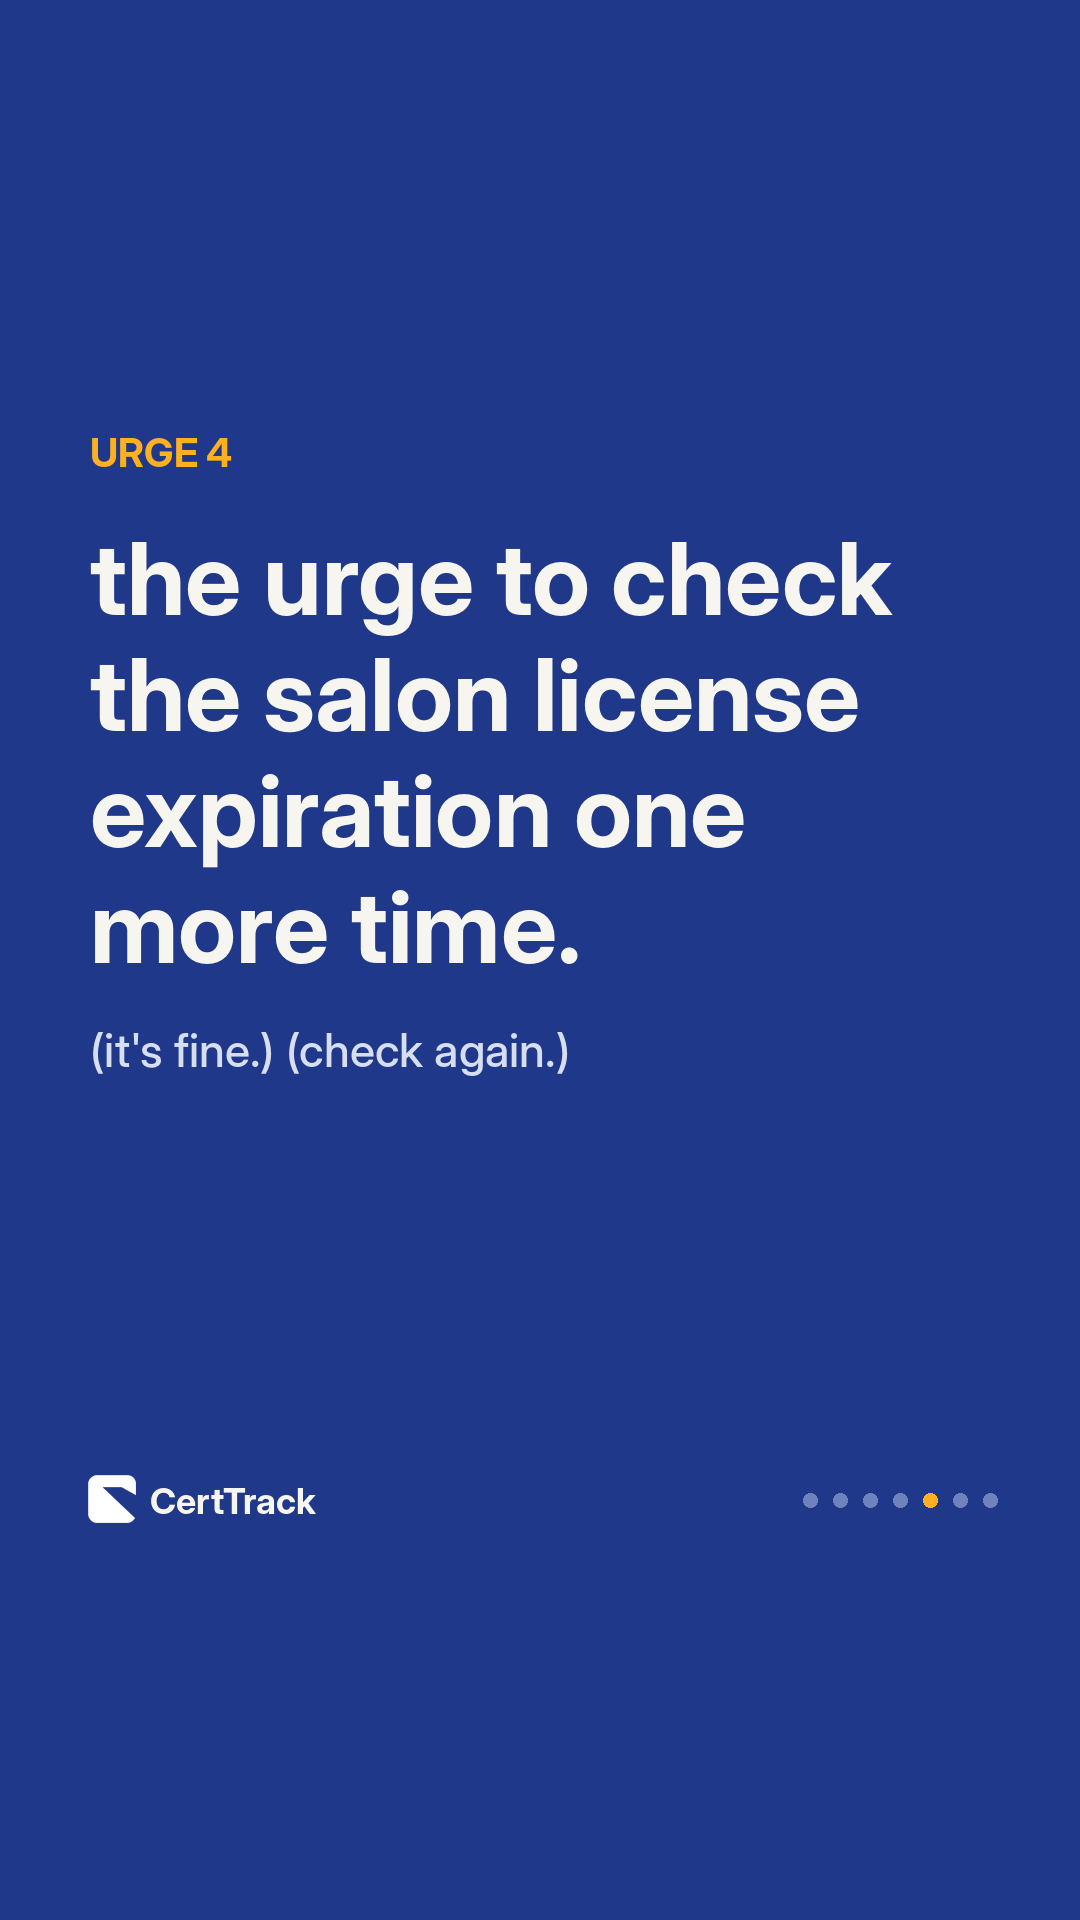 URGE 4
the urge to check
the salon license
expiration one
more time.
(it's fine.) (check again.)
CertTrack